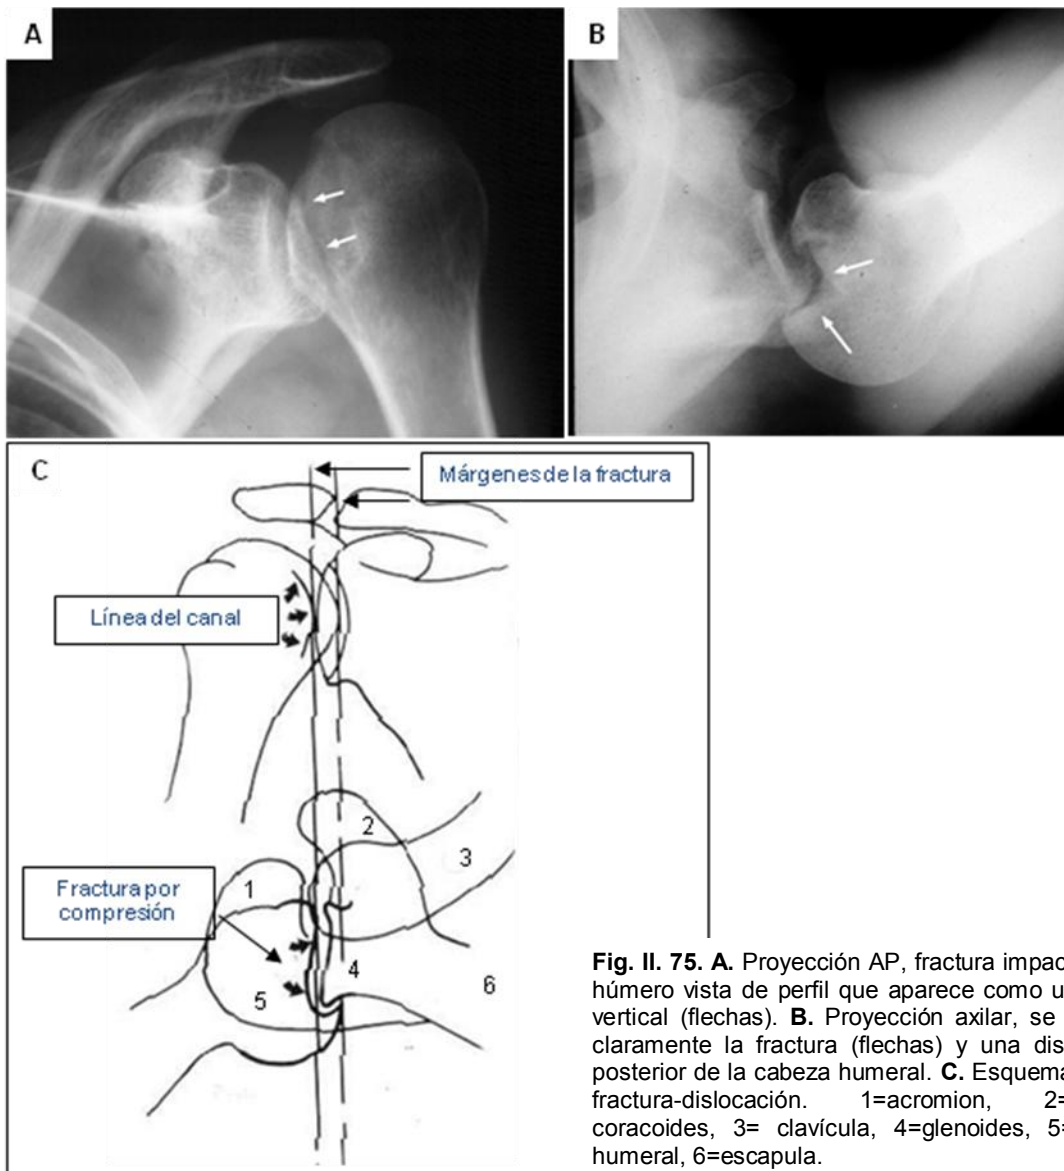 A
B
C
Márgenes de la fractura
Línea del canal
Fractura por
compresión
1
2
3
4
5
6
Fig. II. 75. A. Proyección AP, fractura impac
húmero vista de perfil que aparece como u
vertical (flechas). B. Proyección axilar, se
claramente la fractura (flechas) y una dis
posterior de la cabeza humeral. C. Esquema
fractura-dislocación. 1=acromion, 2=
coracoides, 3= clavícula, 4=glenoides, 5=
humeral, 6=escapula.